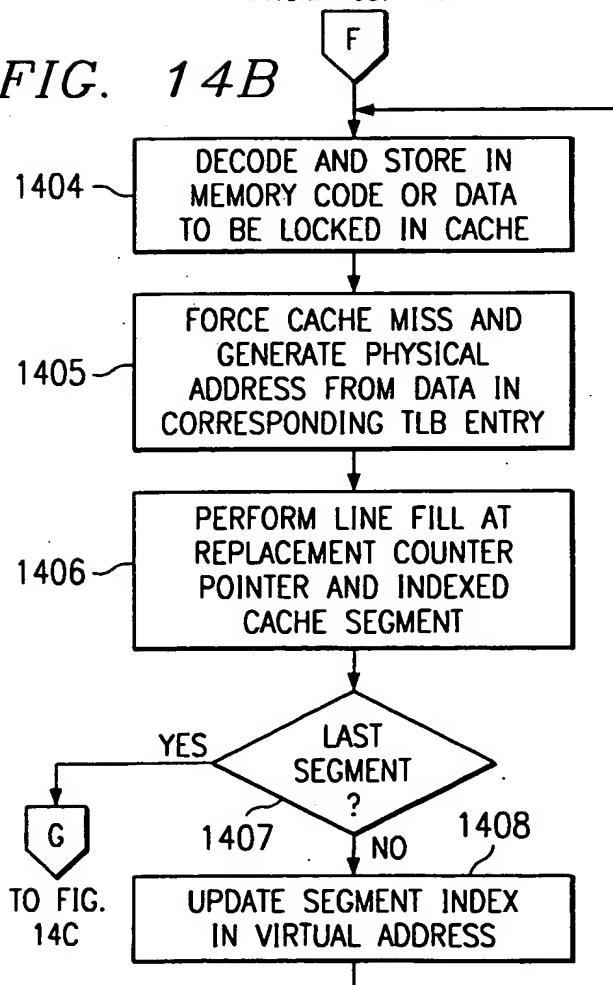 F
FIG. 14B
1404
DECODE AND STORE IN
MEMORY CODE OR DATA
TO BE LOCKED IN CACHE
1405
FORCE CACHE MISS AND
GENERATE PHYSICAL
ADDRESS FROM DATA IN
CORRESPONDING TLB ENTRY
1406
PERFORM LINE FILL AT
REPLACEMENT COUNTER
POINTER AND INDEXED
CACHE SEGMENT
YES
LAST
SEGMENT
?
1407
NO
1408
G
TO FIG.
14C
UPDATE SEGMENT INDEX
IN VIRTUAL ADDRESS